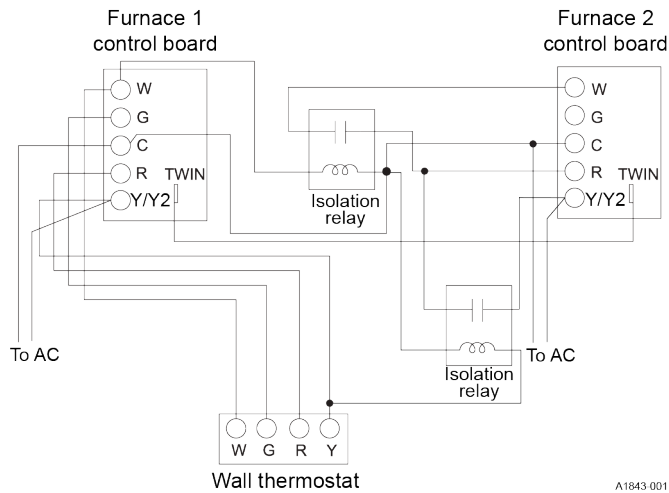 Furnace 1
control board
Furnace 2
control board
W
G
C
R TWIN
Y/Y2
W
G
C
R TWIN
Y/Y2
Isolation
relay
To AC
To AC
Isolation
relay
W G R Y
Wall thermostat
A1843-001